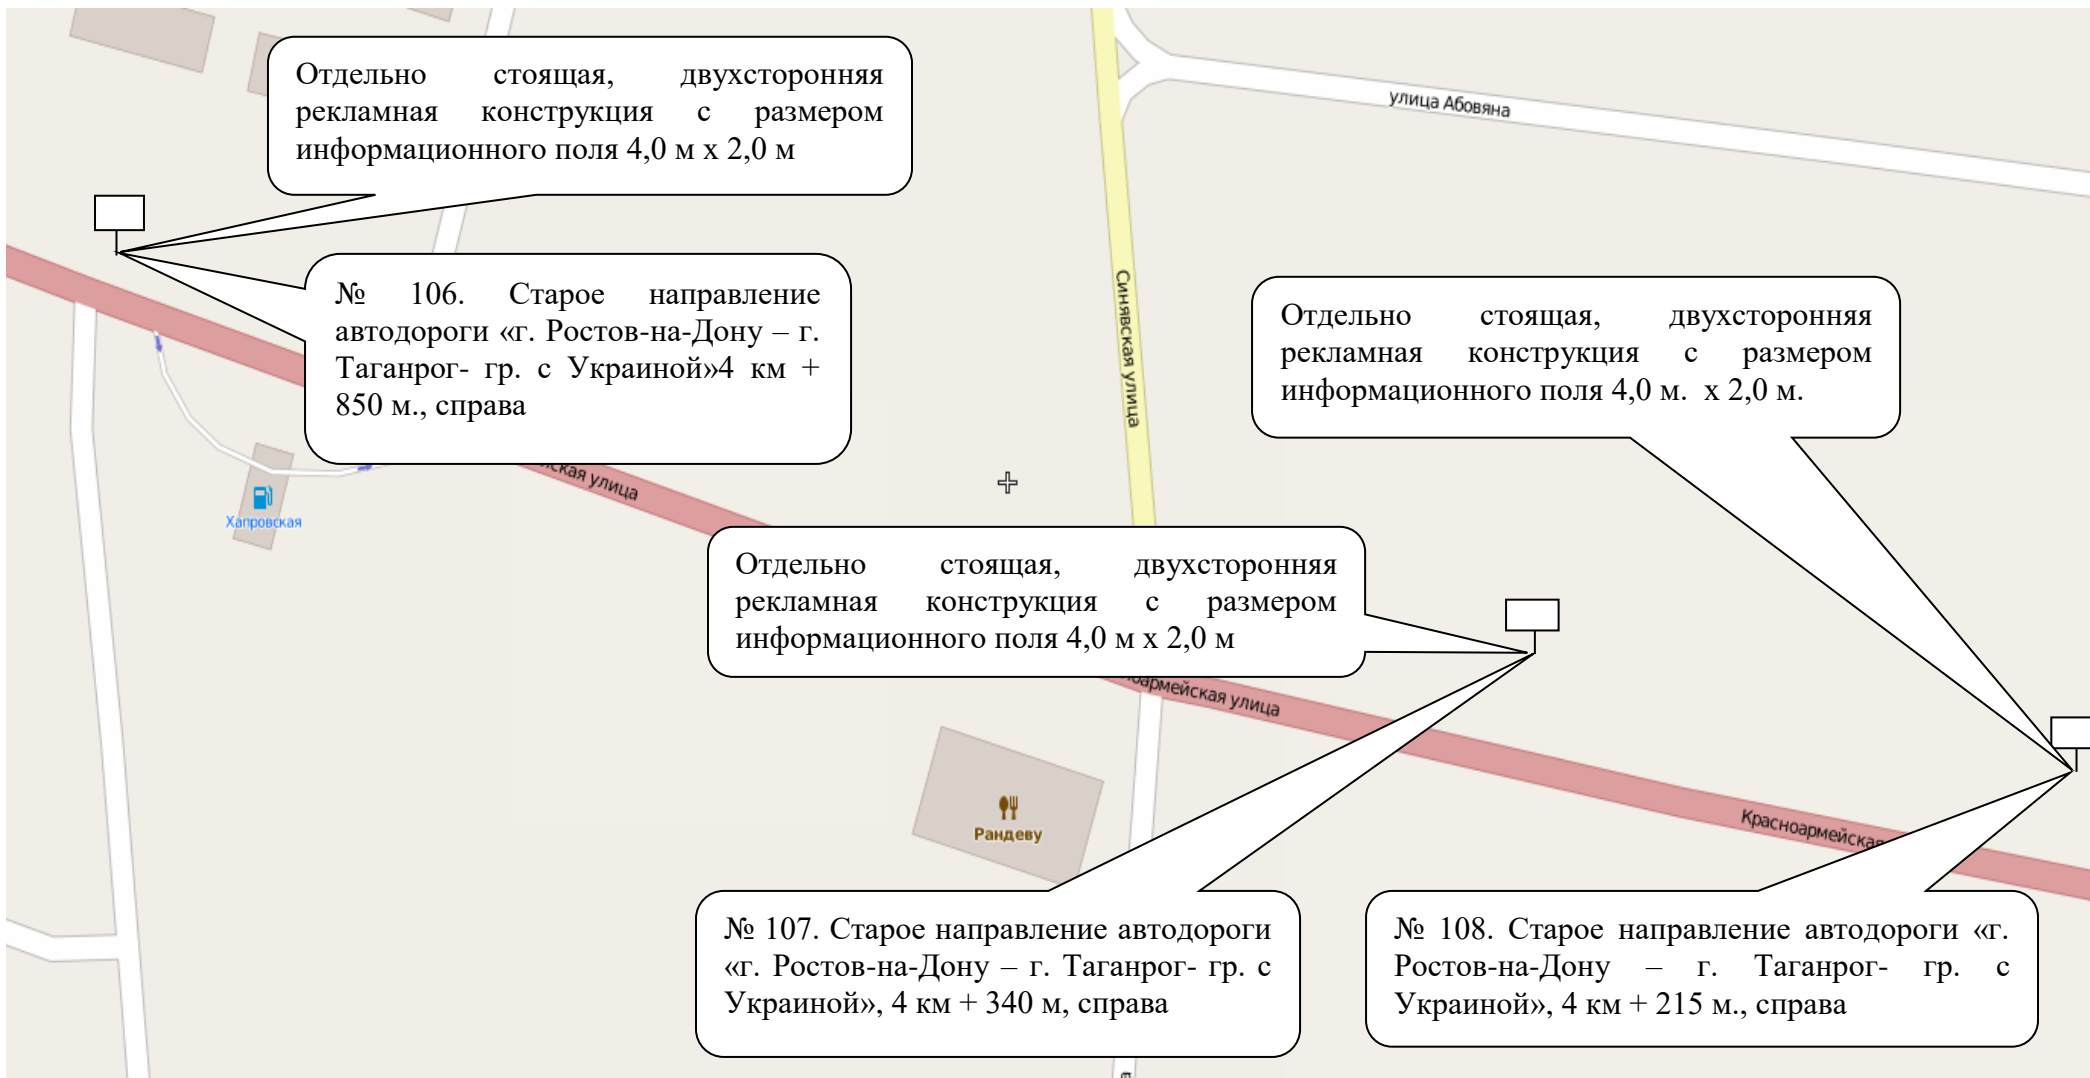 Отдельно стоящая, двухсторонняя
рекламная конструкция с размером
информационного поля 4,0 м х 2,0 м
улица Абовяна
№ 106. Старое направление
автодороги «г. Ростов-на-Дону – г.
Таганрог- гр. с Украиной»4 км +
850 м., справа
Синявская улица
Отдельно стоящая, двухсторонняя
рекламная конструкция с размером
информационного поля 4,0 м. х 2,0 м.
йская улица
Хапровская
Отдельно стоящая, двухсторонняя
рекламная конструкция с размером
информационного поля 4,0 м х 2,0 м
армейская улица
Рандеву
Красноармейская
№ 107. Старое направление автодороги
«г. Ростов-на-Дону – г. Таганрог- гр. с
Украиной», 4 км + 340 м, справа
№ 108. Старое направление автодороги «г.
Ростов-на-Дону – г. Таганрог- гр. с
Украиной», 4 км + 215 м., справа